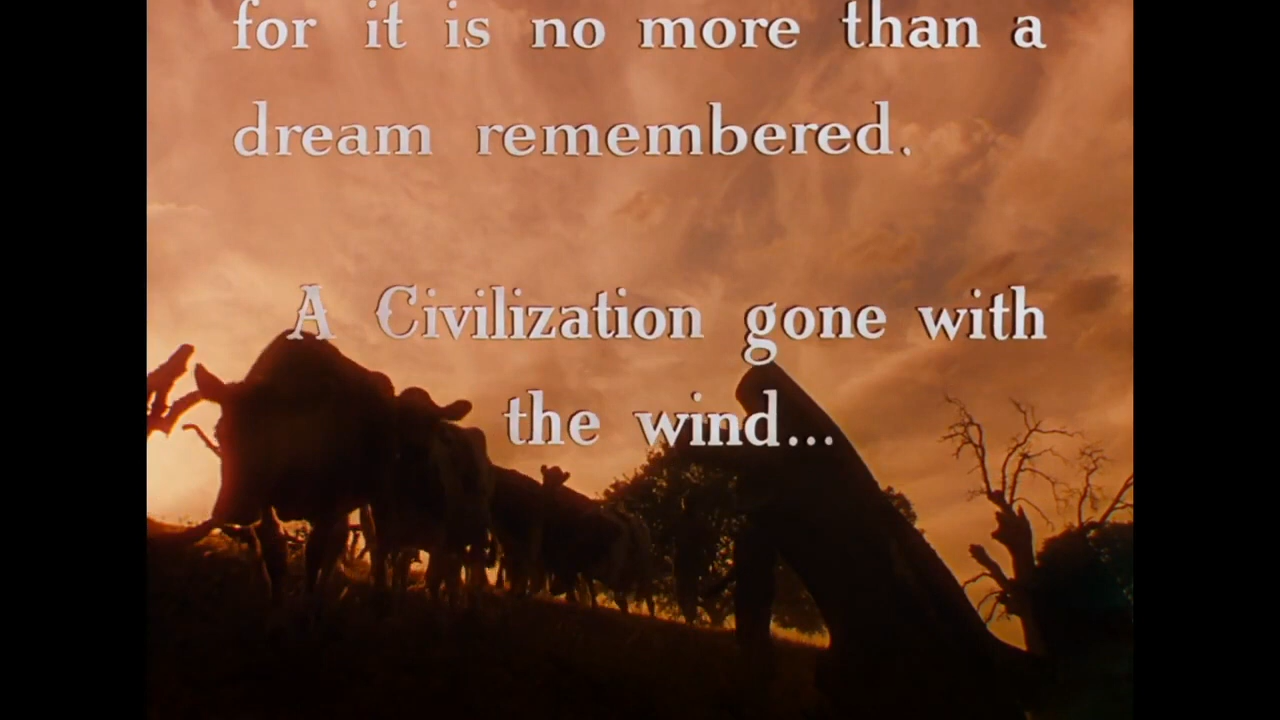 for it is no more than a
dream remembered.
A Civilization gone with
the wind...